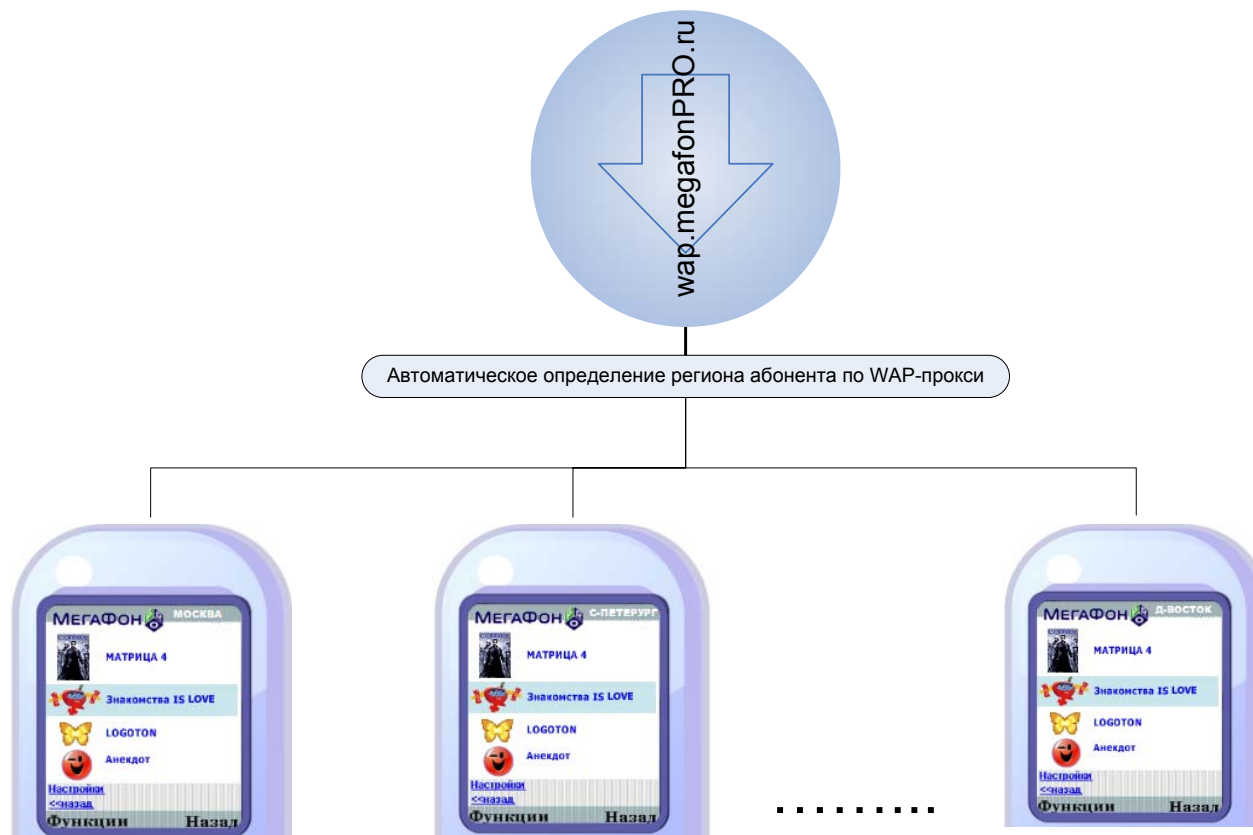 wap.megafonPRO.ru
Автоматическое определение региона абонента по WAP-прокси
МЕГАФОН МОСКВА
МАТРИЦА 4
Знакомства IS LOVE
LOGOTON
Анекдот
Настройки
<<назад
Функции Назад
МЕГАФОН С-ПЕТЕРУРГ
МАТРИЦА 4
Знакомства IS LOVE
LOGOTON
Анекдот
Настройки
<<назад
Функции Назад
.........
МЕГАФОН Д-ВОСТОК
МАТРИЦА 4
Знакомства IS LOVE
LOGOTON
Анекдот
Настройки
<<назад
Функции Назад